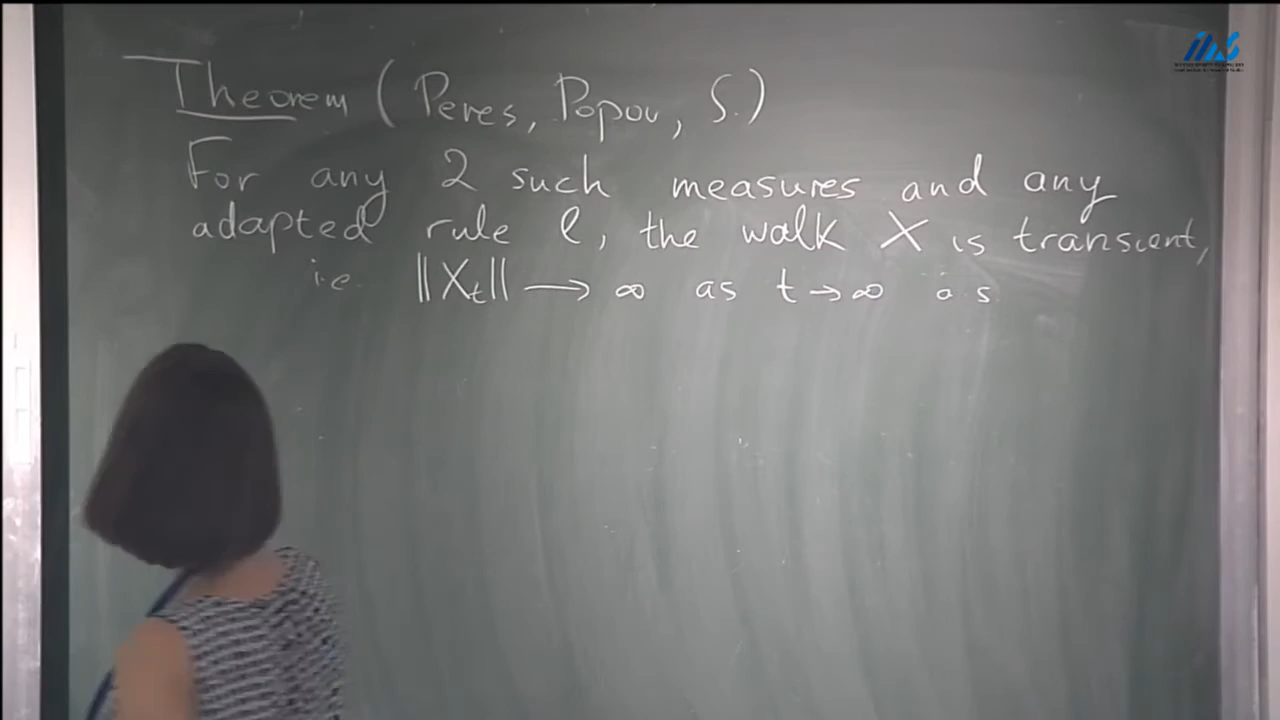 Theorem (Peres, Popov, S.)
For any 2 such measures and any
adapted rule ℓ, the walk X is transient,
i.e. ||X_t|| → ∞ as t → ∞ a.s